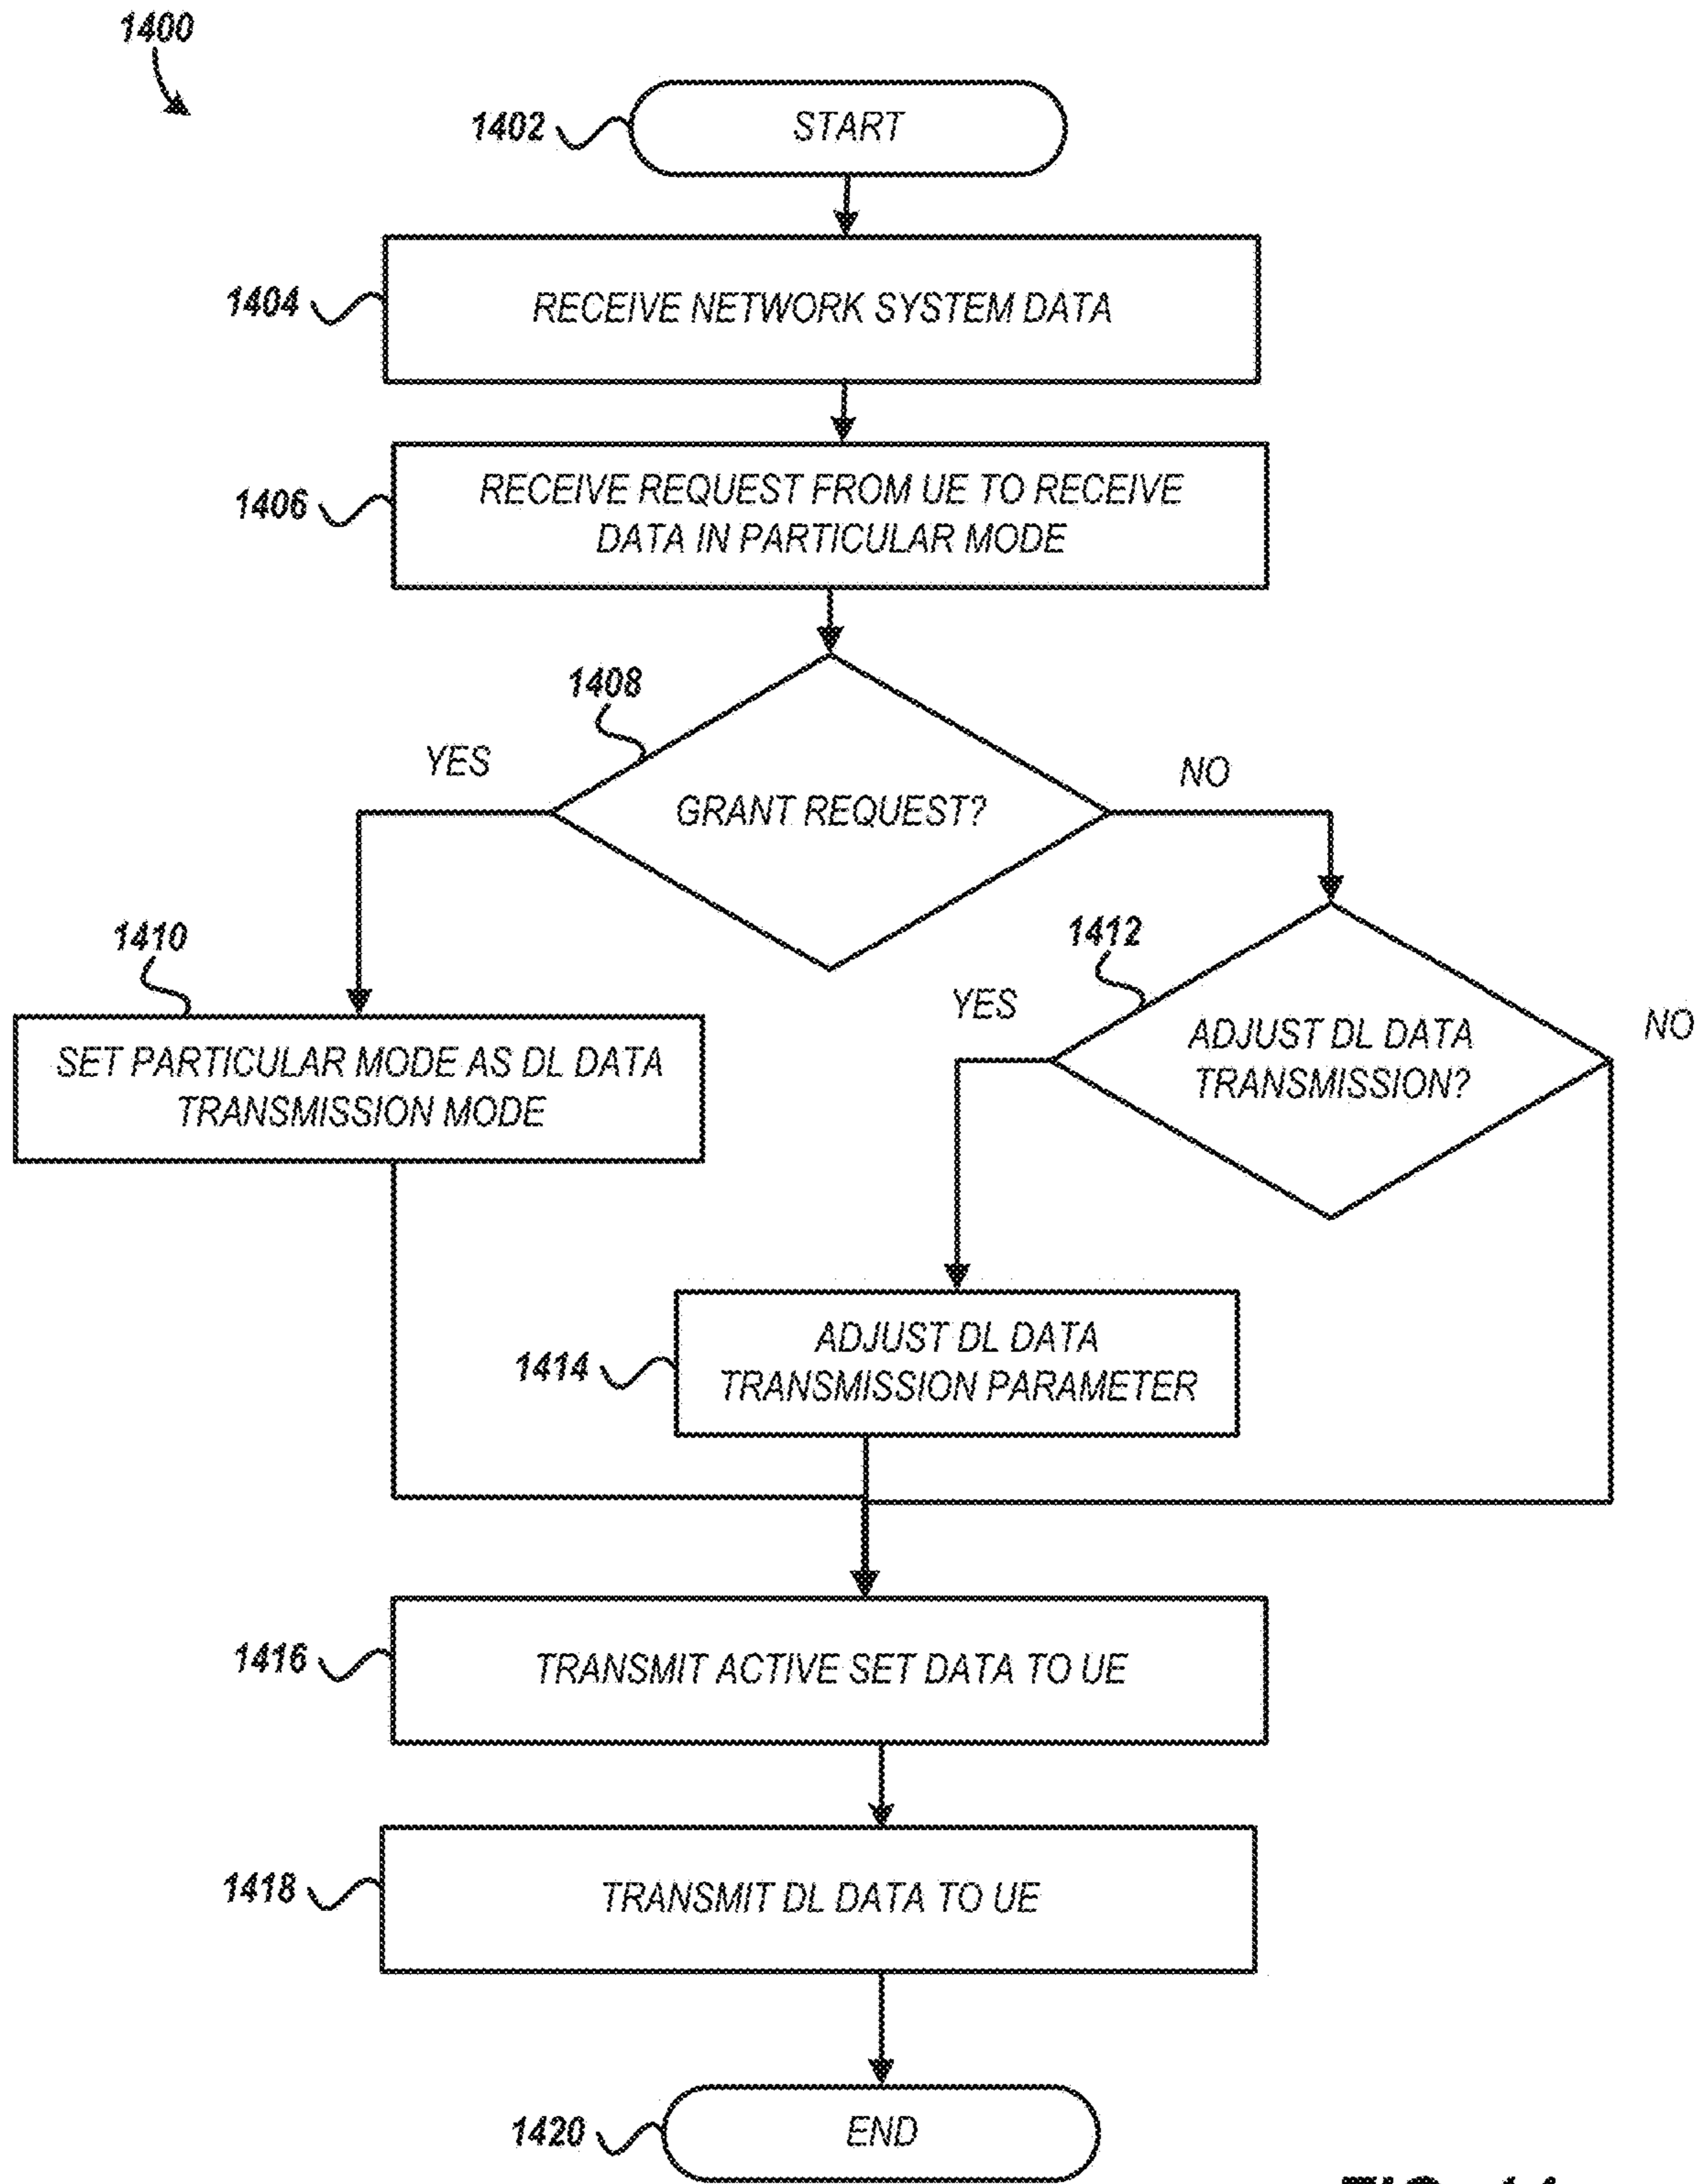 1400
1402
START
1404
RECEIVE NETWORK SYSTEM DATA
1406
RECEIVE REQUEST FROM UE TO RECEIVE
DATA IN PARTICULAR MODE
1408
YES
GRANT REQUEST?
NO
1410
SET PARTICULAR MODE AS DL DATA
TRANSMISSION MODE
1412
YES
ADJUST DL DATA
TRANSMISSION?
NO
1414
ADJUST DL DATA
TRANSMISSION PARAMETER
1416
TRANSMIT ACTIVE SET DATA TO UE
1418
TRANSMIT DL DATA TO UE
1420
END